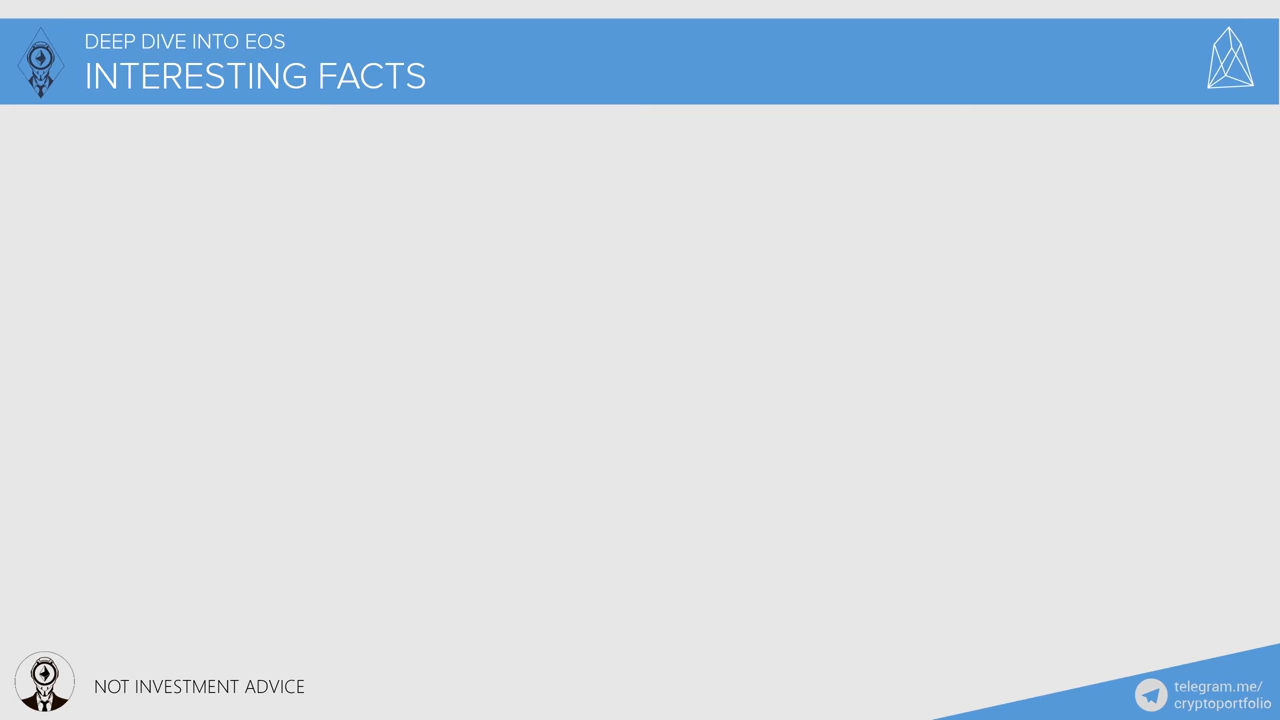 DEEP DIVE INTO EOS
INTERESTING FACTS
NOT INVESTMENT ADVICE
telegram.me/
cryptoportfolio